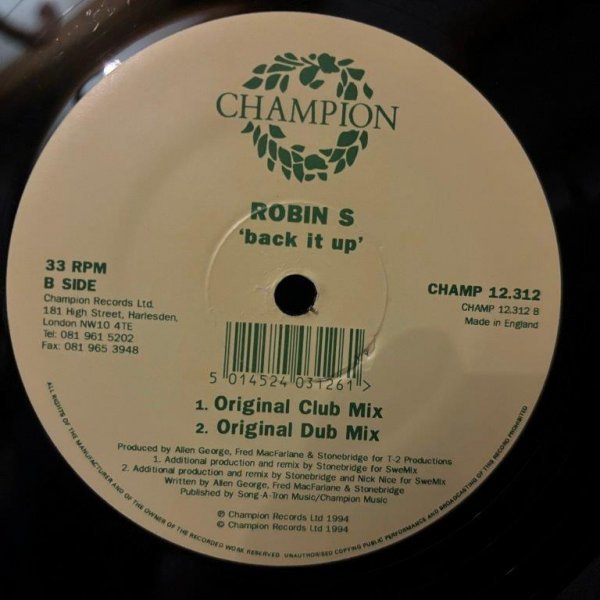 CHAMPION
ROBIN S
'back it up'
33 RPM
B SIDE
Champion Records Ltd.
181 High Street, Harlesden,
London NW10 4TE
Tel: 081 961 5202
Fax: 081 965 3948
CHAMP 12.312
CHAMP 12.312 B
Made in England
5 014524 031261 >
1. Original Club Mix
2. Original Dub Mix
Produced by Allen George, Fred MacFarlane & Stonebridge for T-2 Productions
1. Additional production and remix by Stonebridge for SweMix
2. Additional production and remix by Stonebridge and Nick Nice for SweMix
Written by Allen George, Fred MacFarlane & Stonebridge
Published by Song-A-Tron Music/Champion Music
℗ Champion Records Ltd 1994
© Champion Records Ltd 1994
ALL RIGHTS OF THE MANUFACTURER AND OF THE OWNER OF THE RECORDED WORK RESERVED. UNAUTHORISED COPYING PUBLIC PERFORMANCE AND BROADCASTING OF THIS RECORD PROHIBITED